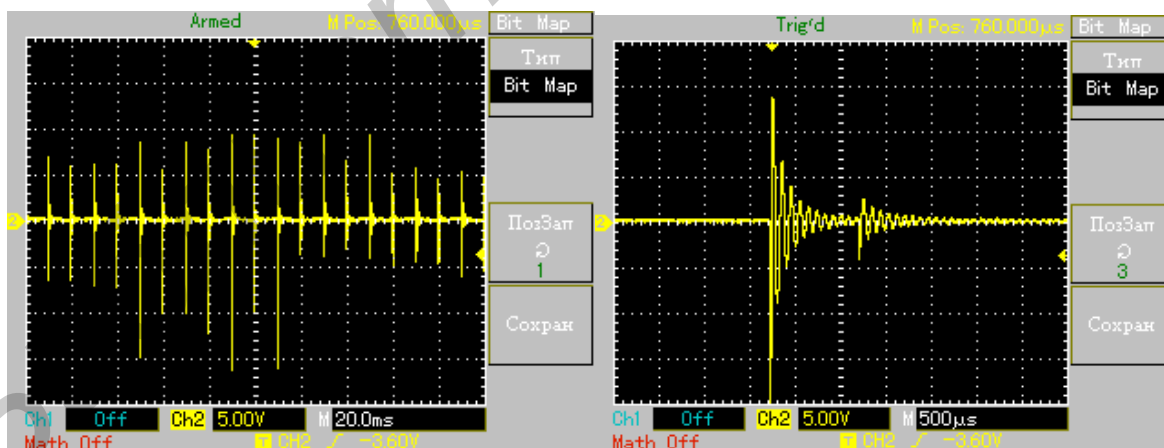 Armed M Pos: 760.000µs Bit Map
Тип
Bit Map
2
ПозЗап
1
Сохран
Ch1 Off Ch2 5.00V M 20.0ms
Math Off T CH2 -3.60V
Trig'd M Pos: 760.000µs Bit Map
Тип
Bit Map
2
ПозЗап
3
Сохран
Ch1 Off Ch2 5.00V M 500µs
Math Off T CH2 -3.60V